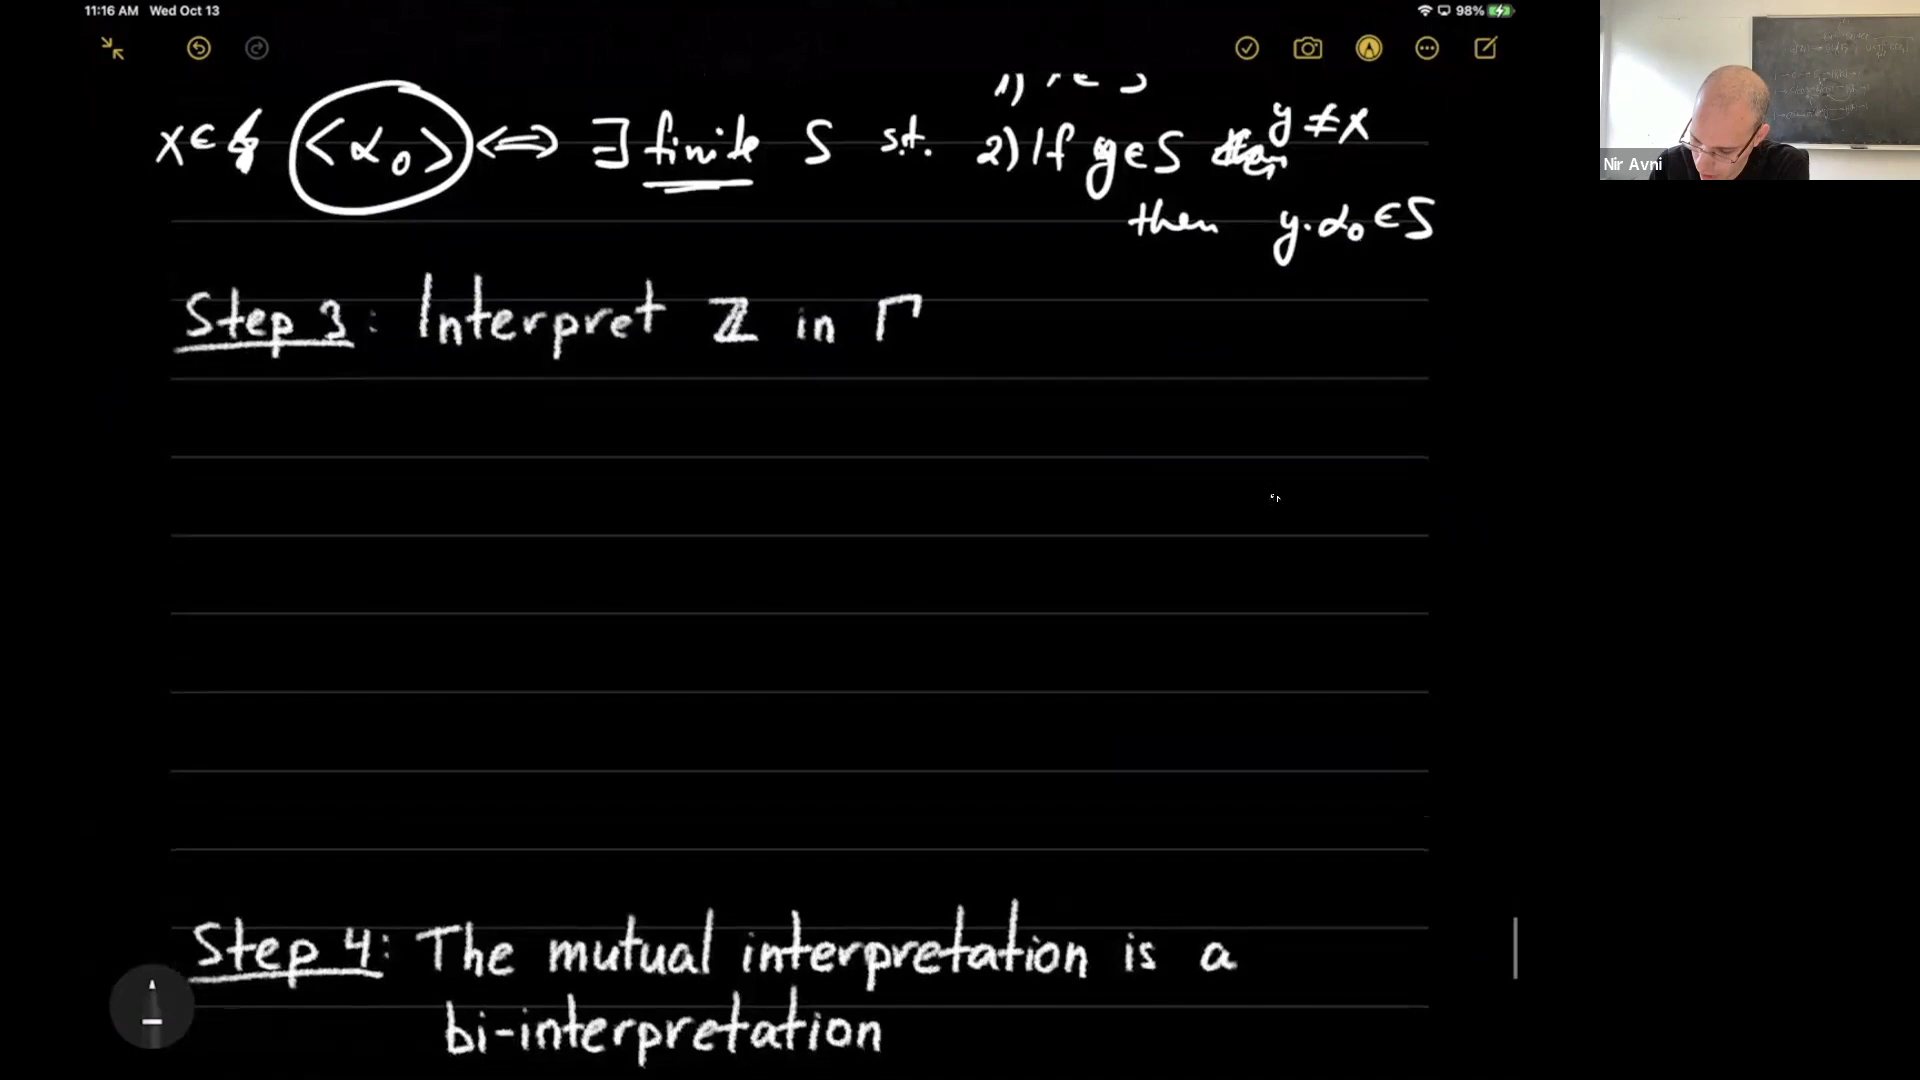 11:16 AM Wed Oct 13
98%
Nir Avni
1)
x ∈ <α₀> ⟺ ∃ finite S s.t. 2) If y∈S y≠x
then y·α₀ ∈ S
Step 3: Interpret ℤ in Γ
Step 4: The mutual interpretation is a
bi-interpretation